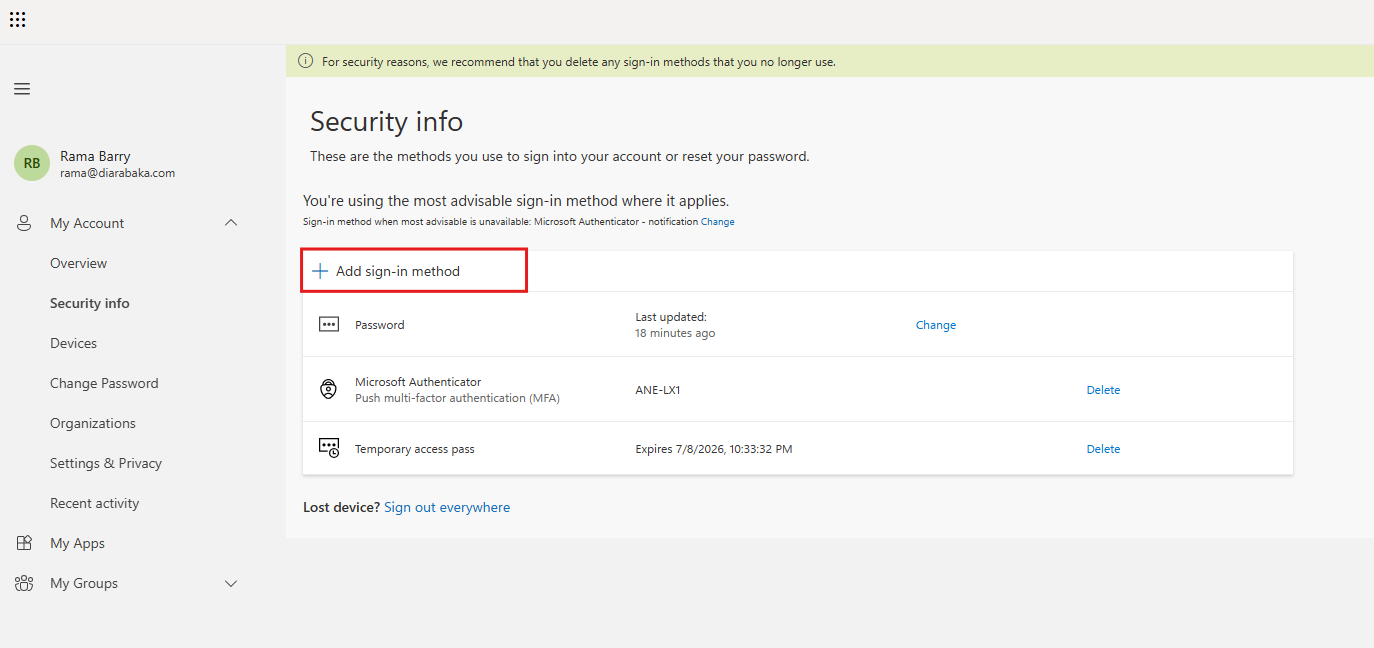 For security reasons, we recommend that you delete any sign-in methods that you no longer use.
RB
Rama Barry
rama@diarabaka.com
My Account
Overview
Security info
Devices
Change Password
Organizations
Settings & Privacy
Recent activity
My Apps
My Groups
Security info
These are the methods you use to sign into your account or reset your password.
You're using the most advisable sign-in method where it applies.
Sign-in method when most advisable is unavailable: Microsoft Authenticator - notification Change
Add sign-in method
Password
Last updated:
18 minutes ago
Change
Microsoft Authenticator
Push multi-factor authentication (MFA)
ANE-LX1
Delete
Temporary access pass
Expires 7/8/2026, 10:33:32 PM
Delete
Lost device? Sign out everywhere